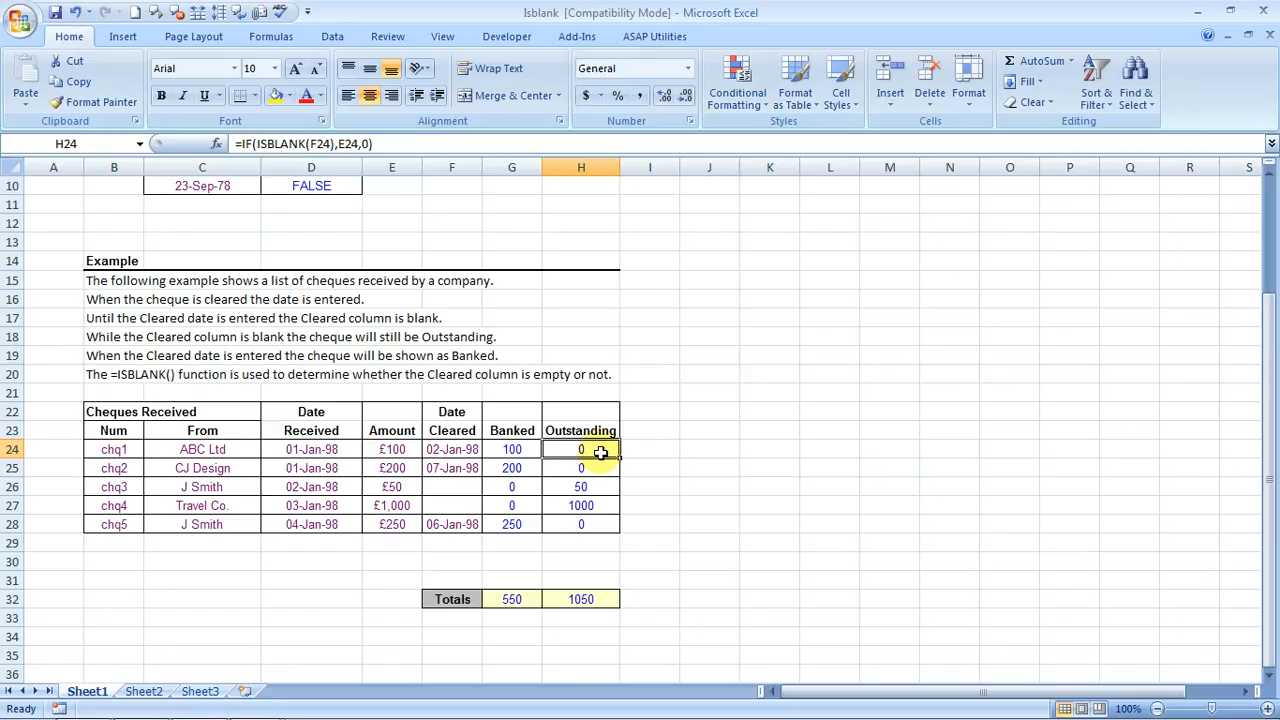 Isblank [Compatibility Mode] - Microsoft Excel
Home Insert Page Layout Formulas Data Review View Developer Add-Ins ASAP Utilities
Paste Cut Copy Format Painter Clipboard
Arial 10 B I U Font
Wrap Text Merge & Center Alignment
General $ % , Number
Conditional Formatting Format as Table Cell Styles Styles
Insert Delete Format Cells
AutoSum Fill Clear Sort & Filter Find & Select Editing
H24 fx =IF(ISBLANK(F24),E24,0)
A B C D E F G H I J K L M N O P Q R S
10 23-Sep-78 FALSE
11
12
13
14 Example
15 The following example shows a list of cheques received by a company.
16 When the cheque is cleared the date is entered.
17 Until the Cleared date is entered the Cleared column is blank.
18 While the Cleared column is blank the cheque will still be Outstanding.
19 When the Cleared date is entered the cheque will be shown as Banked.
20 The =ISBLANK() function is used to determine whether the Cleared column is empty or not.
21
22 Cheques Received Date Date
23 Num From Received Amount Cleared Banked Outstanding
24 chq1 ABC Ltd 01-Jan-98 £100 02-Jan-98 100 0
25 chq2 CJ Design 01-Jan-98 £200 07-Jan-98 200 0
26 chq3 J Smith 02-Jan-98 £50 0 50
27 chq4 Travel Co. 03-Jan-98 £1,000 0 1000
28 chq5 J Smith 04-Jan-98 £250 06-Jan-98 250 0
29
30
31
32 Totals 550 1050
33
34
35
36
Sheet1 Sheet2 Sheet3
Ready 100%